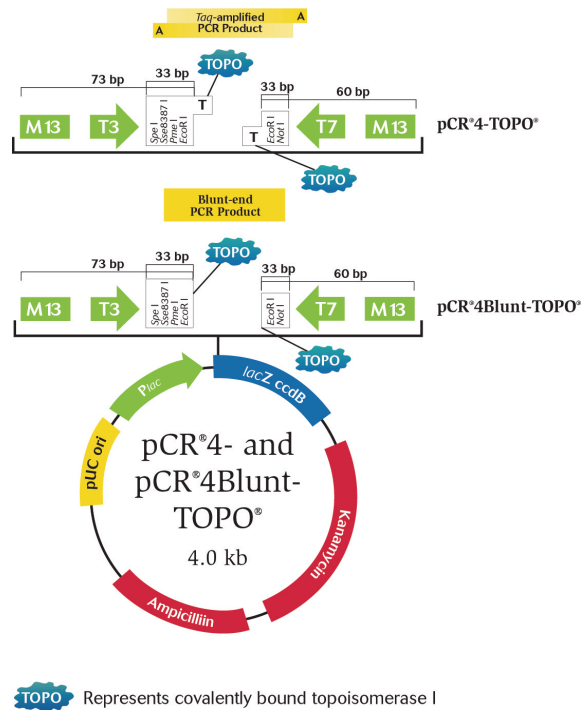 Taq-amplified
A PCR Product A
TOPO
73 bp 33 bp 33 bp 60 bp
M13 T3 Spe I Sse8387 I Pme I EcoR I T T EcoR I Not I T7 M13 pCR®4-TOPO®
TOPO
Blunt-end
PCR Product
TOPO
73 bp 33 bp 33 bp 60 bp
M13 T3 Spe I Sse8387 I Pme I EcoR I EcoR I Not I T7 M13 pCR®4Blunt-TOPO®
TOPO
Plac lacZ ccdB
pUC ori
pCR®4- and
pCR®4Blunt-
TOPO®
4.0 kb
Kanamycin
Ampicilliin
TOPO Represents covalently bound topoisomerase I